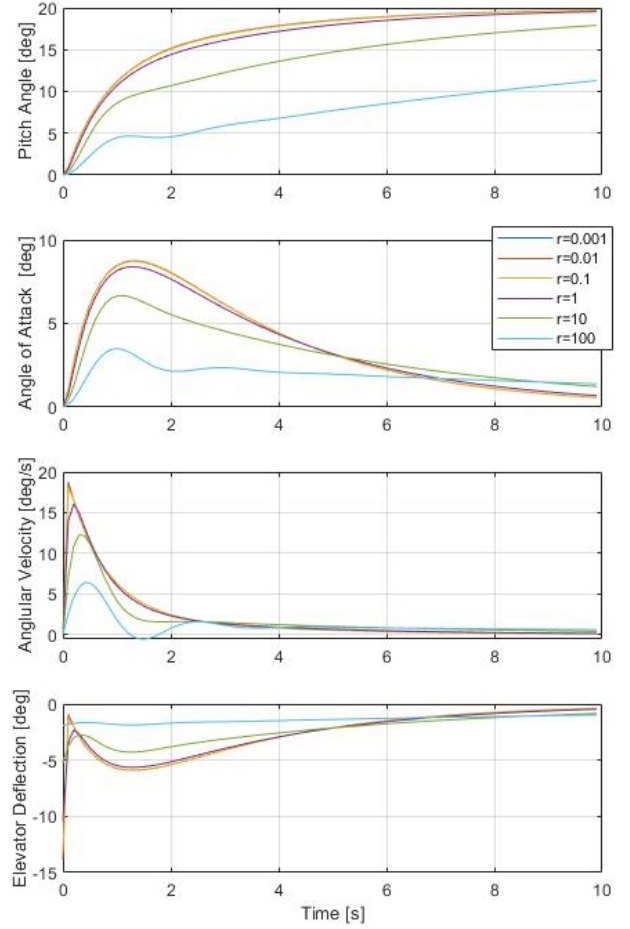 20
15
10
5
0
Pitch Angle [deg]
0 2 4 6 8 10
10
5
0
Angle of Attack [deg]
r=0.001
r=0.01
r=0.1
r=1
r=10
r=100
0 2 4 6 8 10
20
15
10
5
0
Anglular Velocity [deg/s]
0 2 4 6 8 10
0
-5
-10
-15
Elevator Deflection [deg]
0 2 4 6 8 10
Time [s]